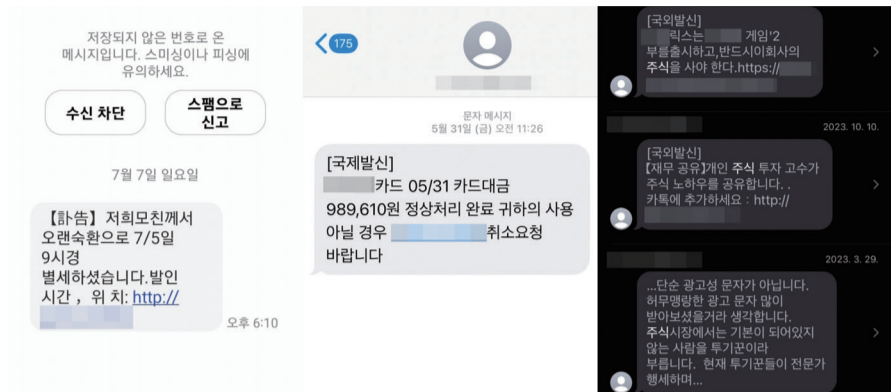 저장되지 않은 번호로 온
메시지입니다. 스미싱이나 피싱에
유의하세요.
수신 차단
스팸으로
신고
7월 7일 일요일
【訃告】저희모친께서
오랜숙환으로 7/5일
9시경
별세하셨습니다.발인
시간 , 위 치: http://
오후 6:10
175
문자 메시지
5월 31일 (금) 오전 11:26
[국제발신]
카드 05/31 카드대금
989,610원 정상처리 완료 귀하의 사용
아닐 경우 취소요청
바랍니다
[국외발신]
릭스는 게임'2
부를출시하고,반드시이회사의
주식을 사야 한다.https://
2023. 10. 10.
[국외발신]
【재무 공유】개인 주식 투자 고수가
주식 노하우를 공유합니다. .
카톡에 추가하세요 : http://
2023. 3. 29.
...단순 광고성 문자가 아닙니다.
허무맹랑한 광고 문자 많이
받아보셨을거라 생각합니다.
주식시장에서는 기본이 되어있지
않는 사람을 투기꾼이라
부릅니다. 현재 투기꾼들이 전문가
행세하며...